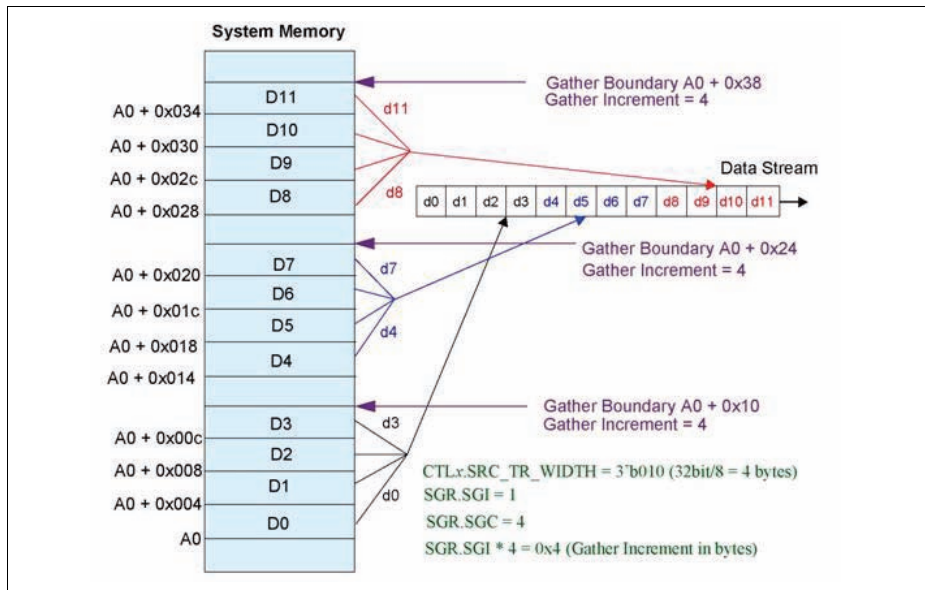 System Memory
Gather Boundary A0 + 0x38
Gather Increment = 4
D11
d11
A0 + 0x034
D10
A0 + 0x030
D9
A0 + 0x02c
D8
d8
A0 + 0x028
Data Stream
d0 d1 d2 d3 d4 d5 d6 d7 d8 d9 d10 d11
Gather Boundary A0 + 0x24
Gather Increment = 4
D7
d7
A0 + 0x020
D6
A0 + 0x01c
D5
d4
A0 + 0x018
D4
A0 + 0x014
Gather Boundary A0 + 0x10
Gather Increment = 4
D3
d3
A0 + 0x00c
D2
A0 + 0x008
D1
d0
A0 + 0x004
D0
A0
CTLx.SRC_TR_WIDTH = 3'b010 (32bit/8 = 4 bytes)
SGR.SGI = 1
SGR.SGC = 4
SGR.SGI * 4 = 0x4 (Gather Increment in bytes)